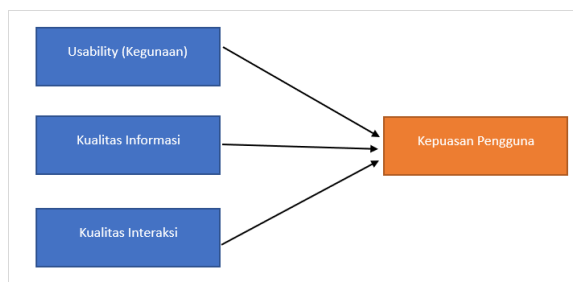 Usability (Kegunaan)
Kualitas Informasi
Kepuasan Pengguna
Kualitas Interaksi